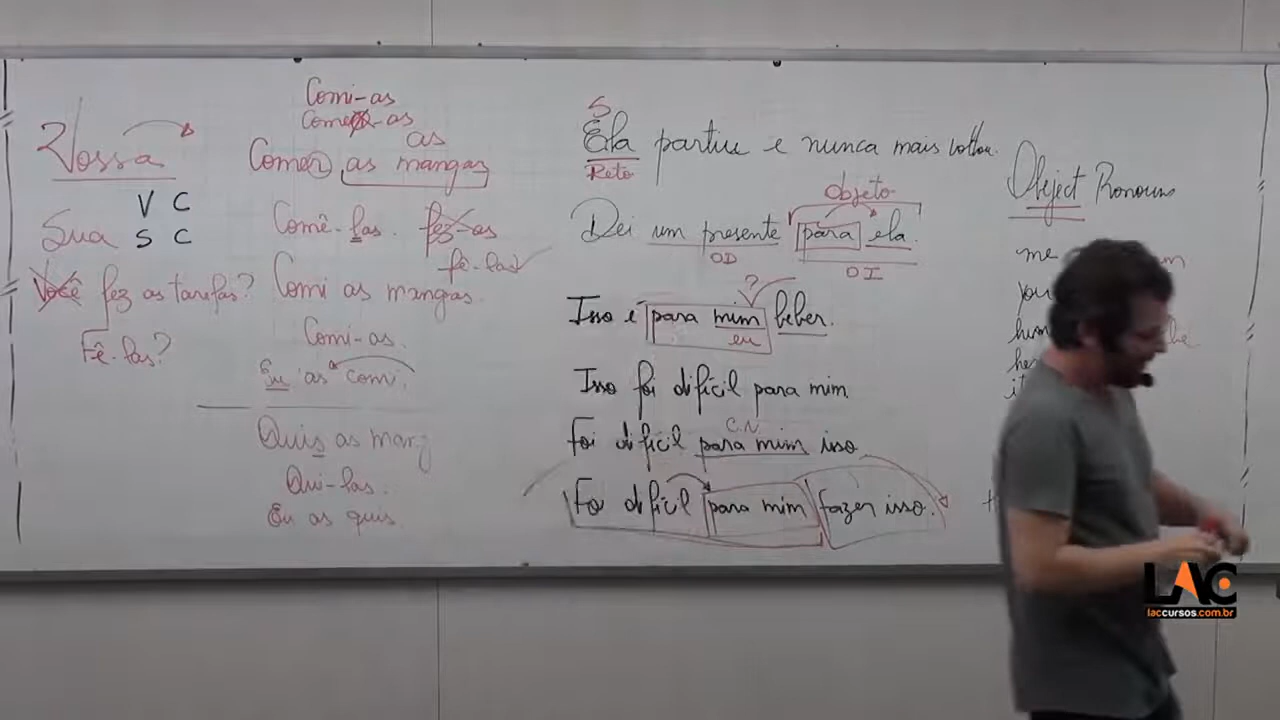 Vossa
V C
Sua S C
Você fez as tarefas?
Fê-las?
Comi-as
Comer-as
as
Comer as mangas
Comê-las. fez-as
fê-las
Comi as mangas
Comi-as.
Eu as comi.
Quis as mang
Qui-las.
Eu as quis.
S
Ela partiu e nunca mais voltou.
Reto
Objeto
Dei um presente para ela.
OD OI
?
Isso é para mim beber.
eu
Isso foi difícil para mim
C.N
Foi difícil para mim isso
Foi difícil para mim fazer isso.
Object Pronouns
me
you
him
her
it
LAC
laccursos.com.br